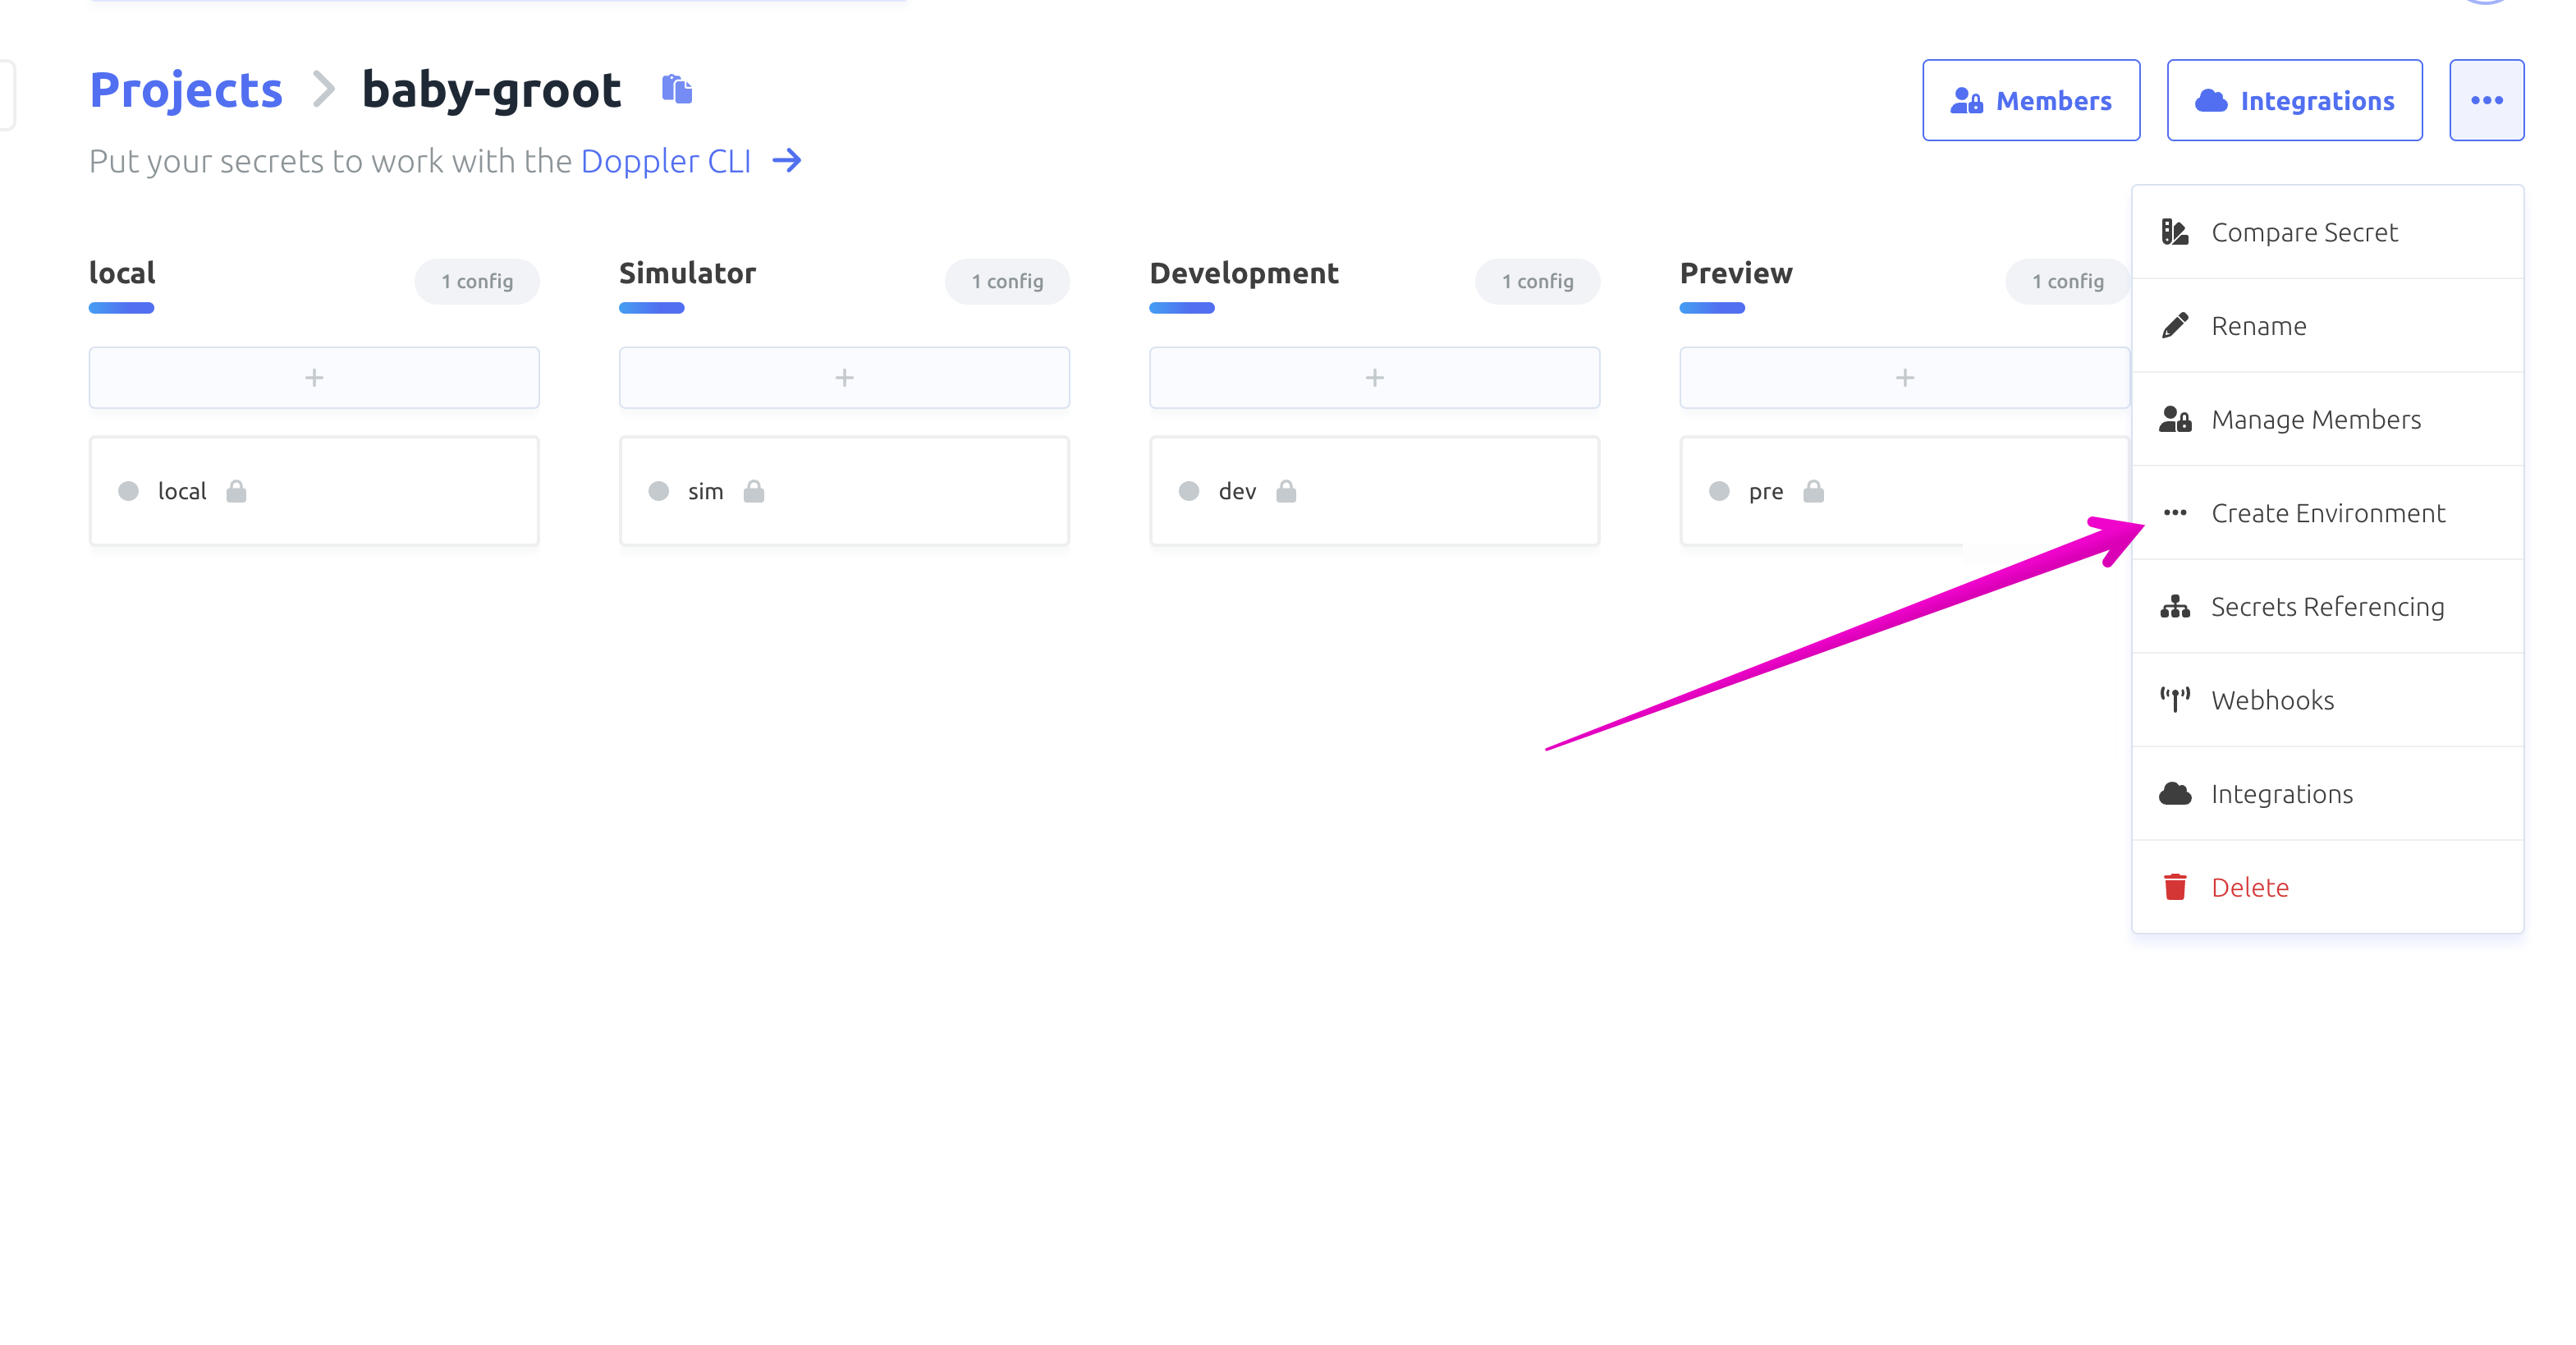 Projects > baby-groot
Members
Integrations
Put your secrets to work with the Doppler CLI →
local
1 config
Simulator
1 config
Development
1 config
Preview
1 config
+
+
+
+
local
sim
dev
pre
Compare Secret
Rename
Manage Members
Create Environment
Secrets Referencing
Webhooks
Integrations
Delete